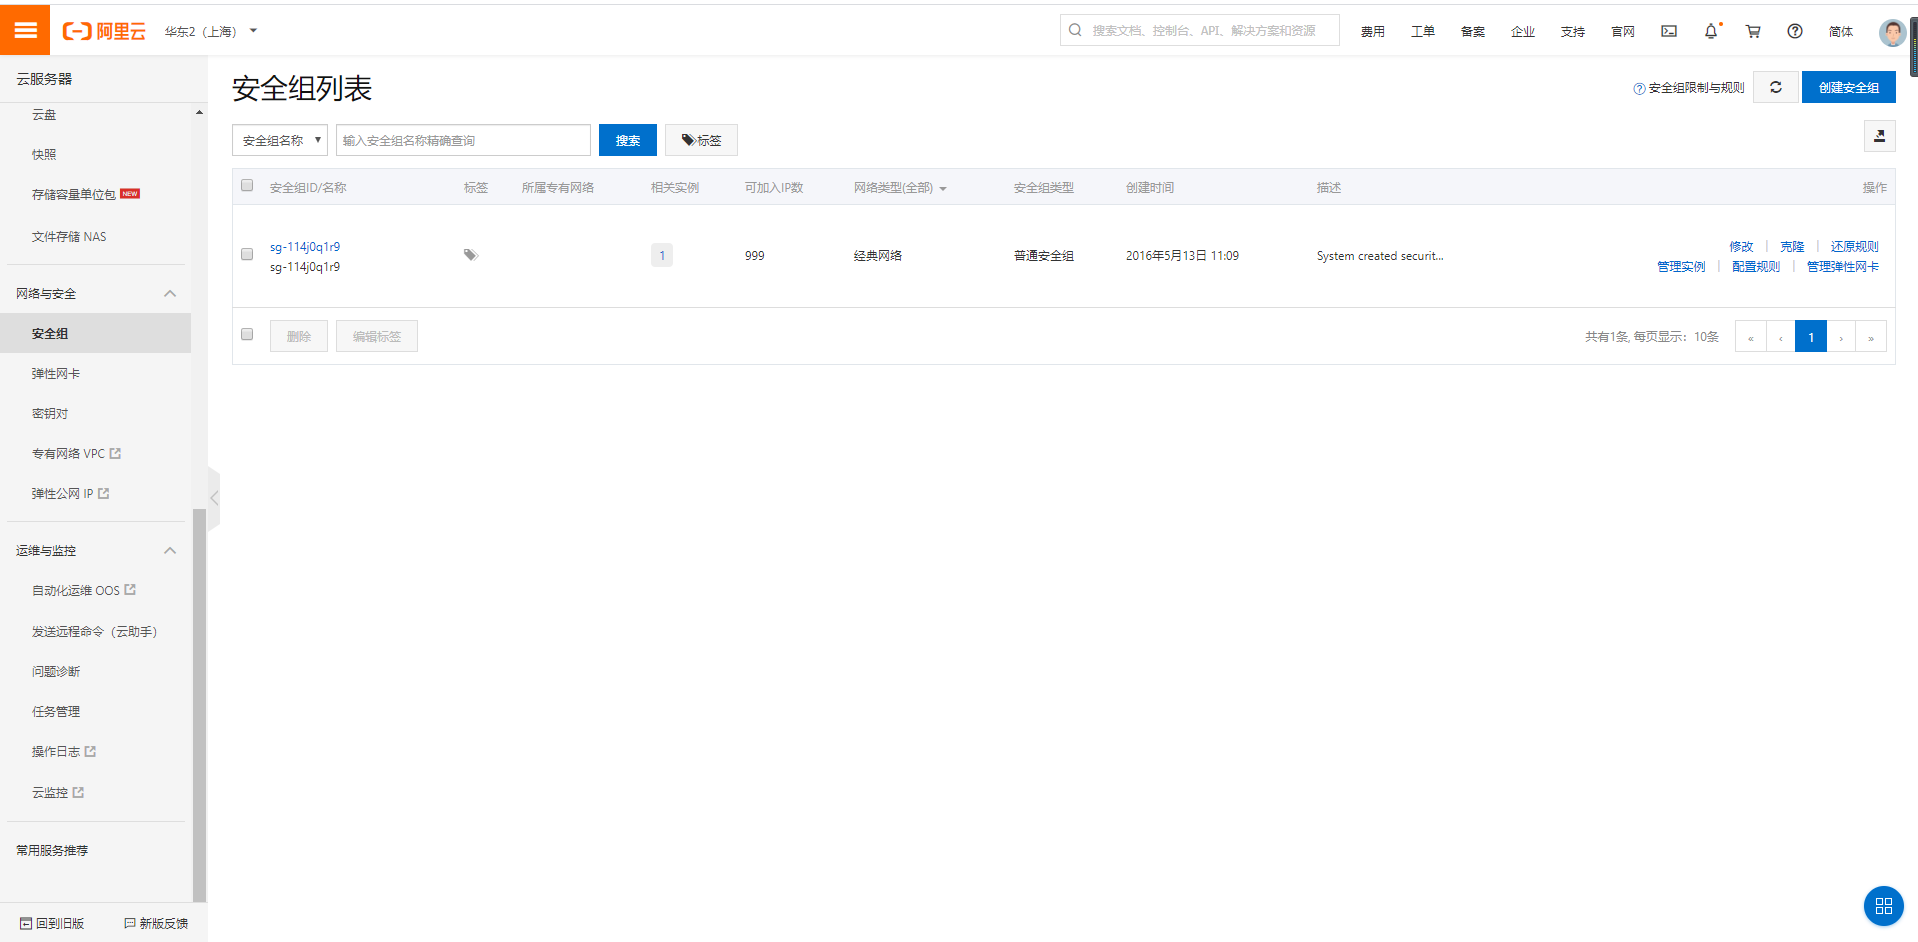 阿里云 华东2（上海）
搜索文档、控制台、API、解决方案和资源 费用 工单 备案 企业 支持 官网 简体
云服务器
云盘
快照
存储容量单位包 NEW
文件存储 NAS
网络与安全
安全组
弹性网卡
密钥对
专有网络 VPC
弹性公网 IP
运维与监控
自动化运维 OOS
发送远程命令（云助手）
问题诊断
任务管理
操作日志
云监控
常用服务推荐
回到旧版 新版反馈
安全组列表
安全组限制与规则 创建安全组
安全组名称 输入安全组名称精确查询 搜索 标签
安全组ID/名称 标签 所属专有网络 相关实例 可加入IP数 网络类型(全部) 安全组类型 创建时间 描述 操作
sg-114j0q1r9
sg-114j0q1r9
1 999 经典网络 普通安全组 2016年5月13日 11:09 System created securit...
修改 克隆 还原规则
管理实例 配置规则 管理弹性网卡
删除 编辑标签 共有1条, 每页显示：10条 « ‹ 1 › »